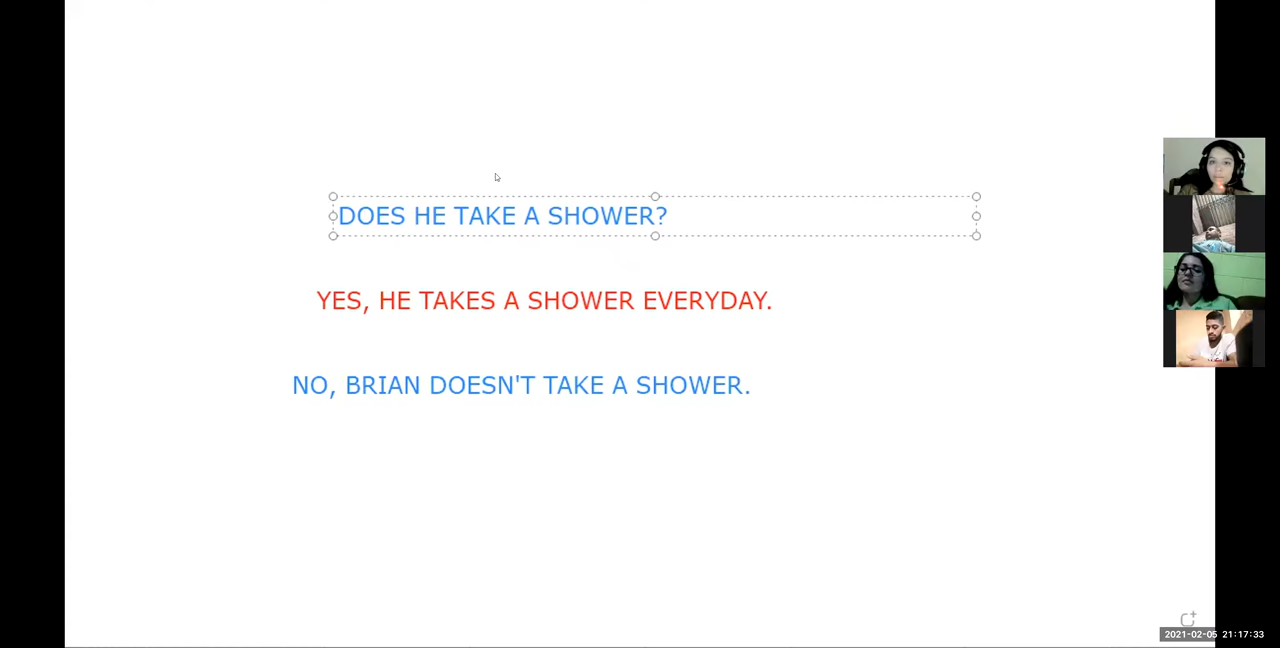 DOES HE TAKE A SHOWER?
YES, HE TAKES A SHOWER EVERYDAY.
NO, BRIAN DOESN'T TAKE A SHOWER.
2021-02-05 21:17:33